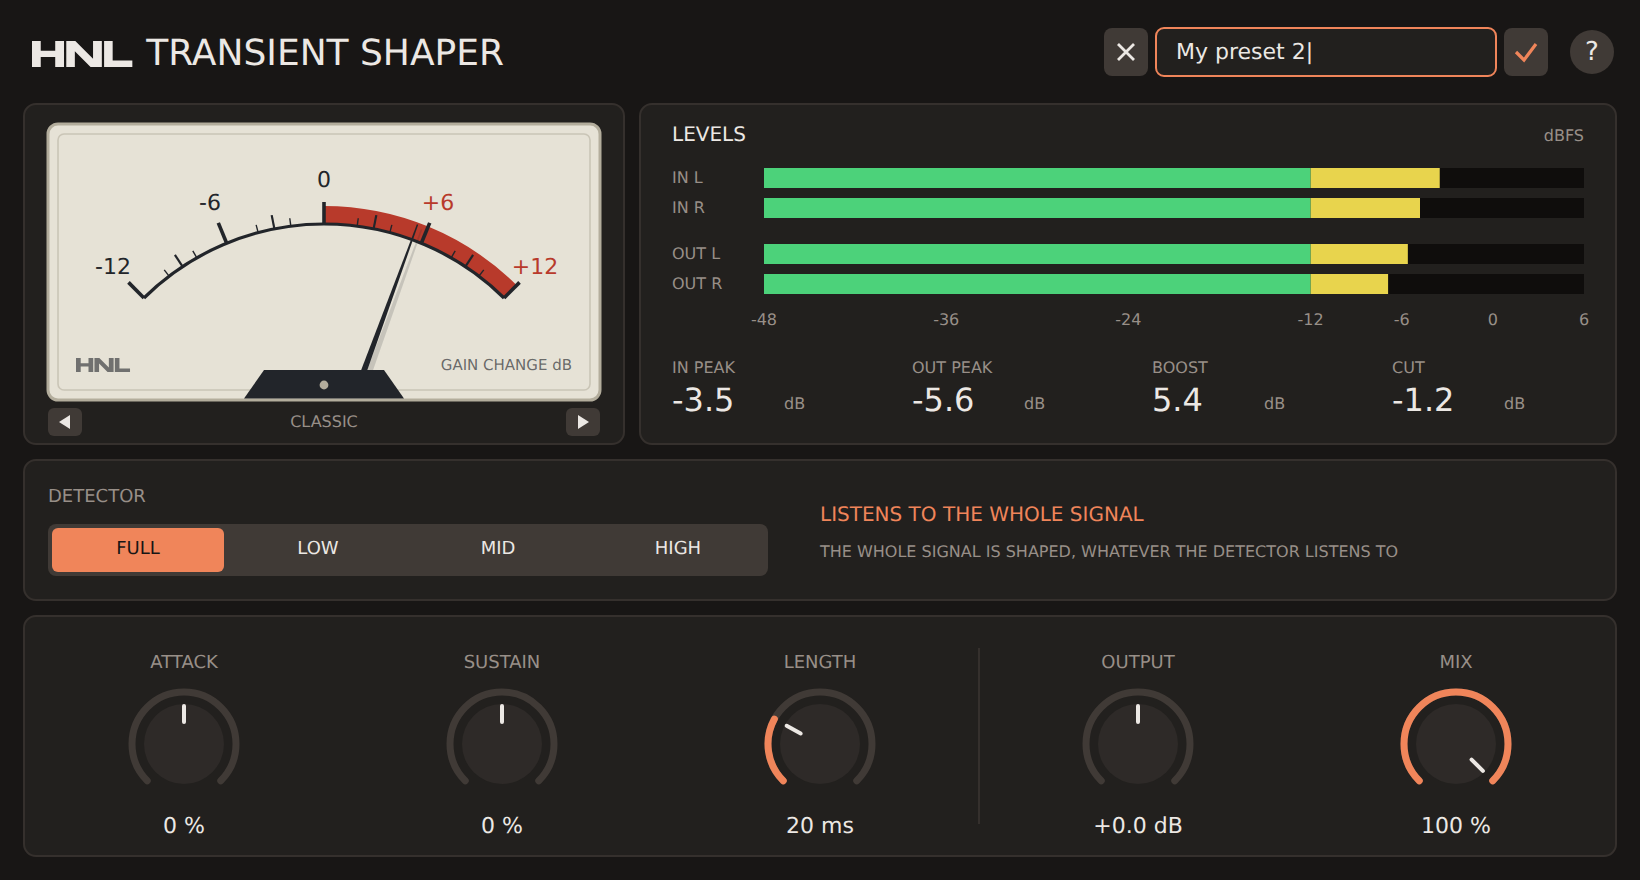 HNL TRANSIENT SHAPER
My preset 2
?
-12
-6
0
+6
+12
HNL
GAIN CHANGE dB
CLASSIC
LEVELS
dBFS
IN L
IN R
OUT L
OUT R
-48 -36 -24 -12 -6 0 6
IN PEAK
-3.5 dB
OUT PEAK
-5.6 dB
BOOST
5.4 dB
CUT
-1.2 dB
DETECTOR
FULL LOW MID HIGH
LISTENS TO THE WHOLE SIGNAL
THE WHOLE SIGNAL IS SHAPED, WHATEVER THE DETECTOR LISTENS TO
ATTACK
0 %
SUSTAIN
0 %
LENGTH
20 ms
OUTPUT
+0.0 dB
MIX
100 %